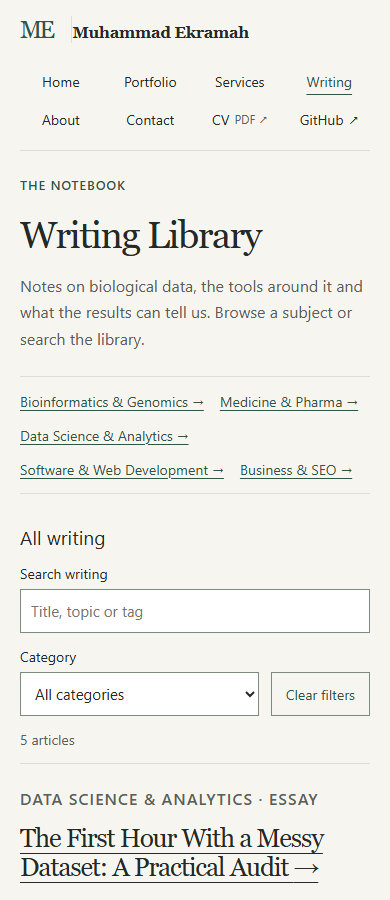 ME Muhammad Ekramah
Home Portfolio Services Writing
About Contact CV PDF ↗ GitHub ↗
THE NOTEBOOK
Writing Library
Notes on biological data, the tools around it and
what the results can tell us. Browse a subject or
search the library.
Bioinformatics & Genomics → Medicine & Pharma →
Data Science & Analytics →
Software & Web Development → Business & SEO →
All writing
Search writing
Title, topic or tag
Category
All categories Clear filters
5 articles
DATA SCIENCE & ANALYTICS · ESSAY
The First Hour With a Messy
Dataset: A Practical Audit →